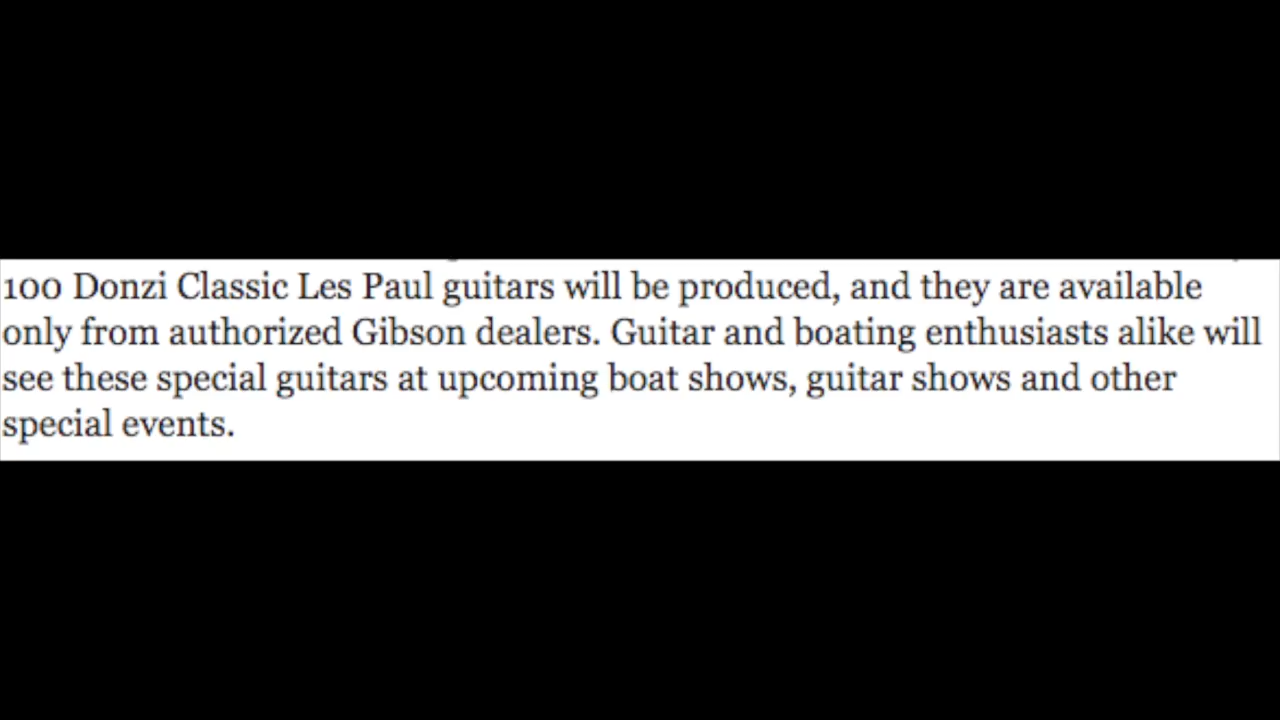 100 Donzi Classic Les Paul guitars will be produced, and they are available
only from authorized Gibson dealers. Guitar and boating enthusiasts alike will
see these special guitars at upcoming boat shows, guitar shows and other
special events.